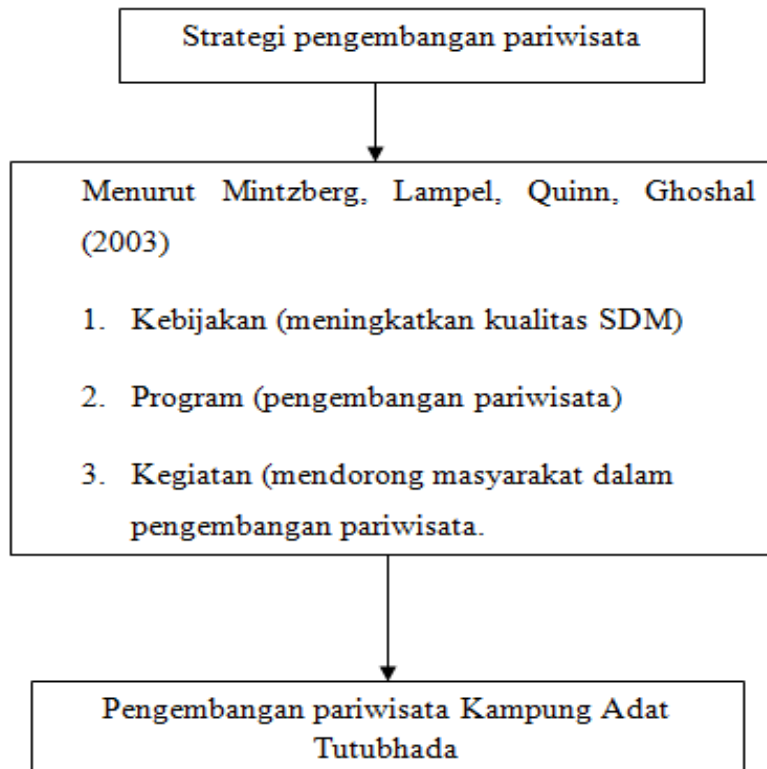 Strategi pengembangan pariwisata
Menurut Mintzberg, Lampel, Quinn, Ghoshal
(2003)
1. Kebijakan (meningkatkan kualitas SDM)
2. Program (pengembangan pariwisata)
3. Kegiatan (mendorong masyarakat dalam
pengembangan pariwisata.
Pengembangan pariwisata Kampung Adat
Tutubhada